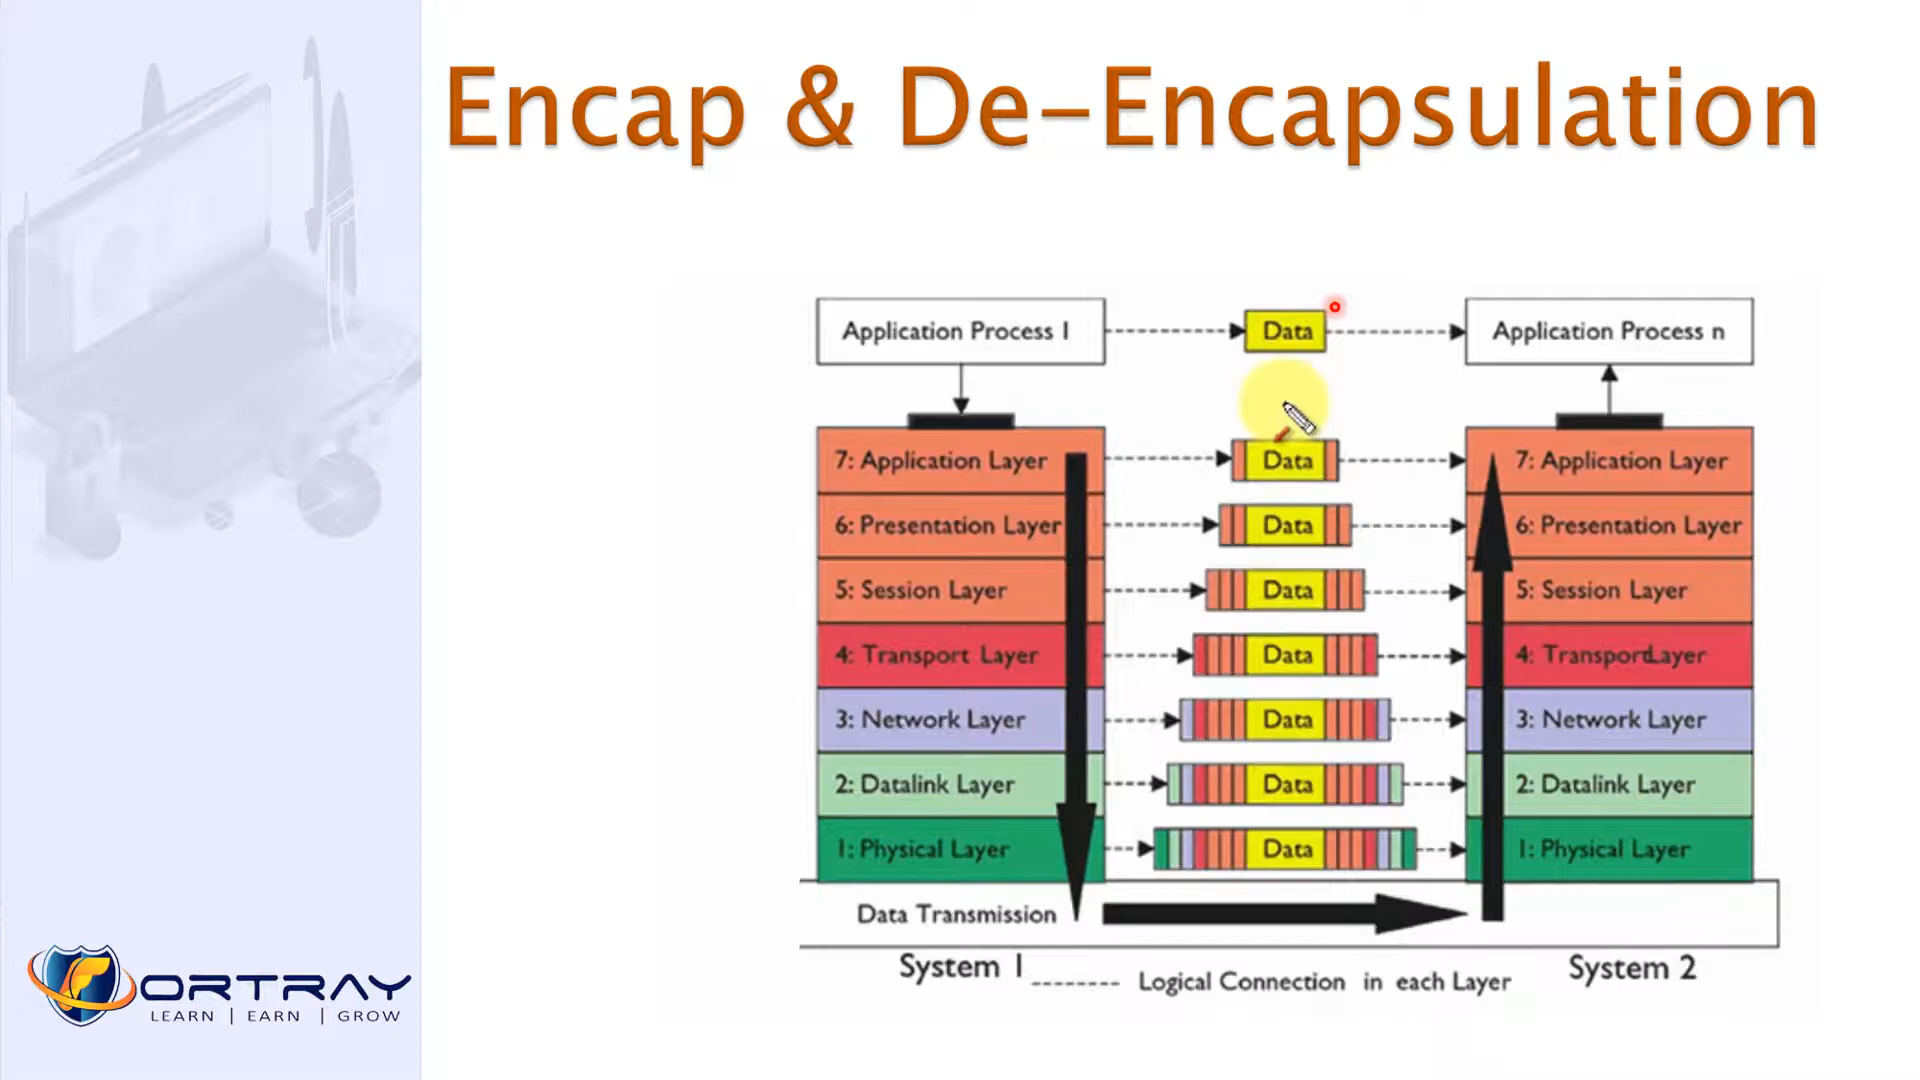 Encap & De-Encapsulation
Application Process 1
Data
Application Process n
7: Application Layer
Data
7: Application Layer
6: Presentation Layer
Data
6: Presentation Layer
5: Session Layer
Data
5: Session Layer
4: Transport Layer
Data
4: Transport Layer
3: Network Layer
Data
3: Network Layer
2: Datalink Layer
Data
2: Datalink Layer
1: Physical Layer
Data
1: Physical Layer
Data Transmission
System 1
Logical Connection in each Layer
System 2
FORTRAY
LEARN | EARN | GROW